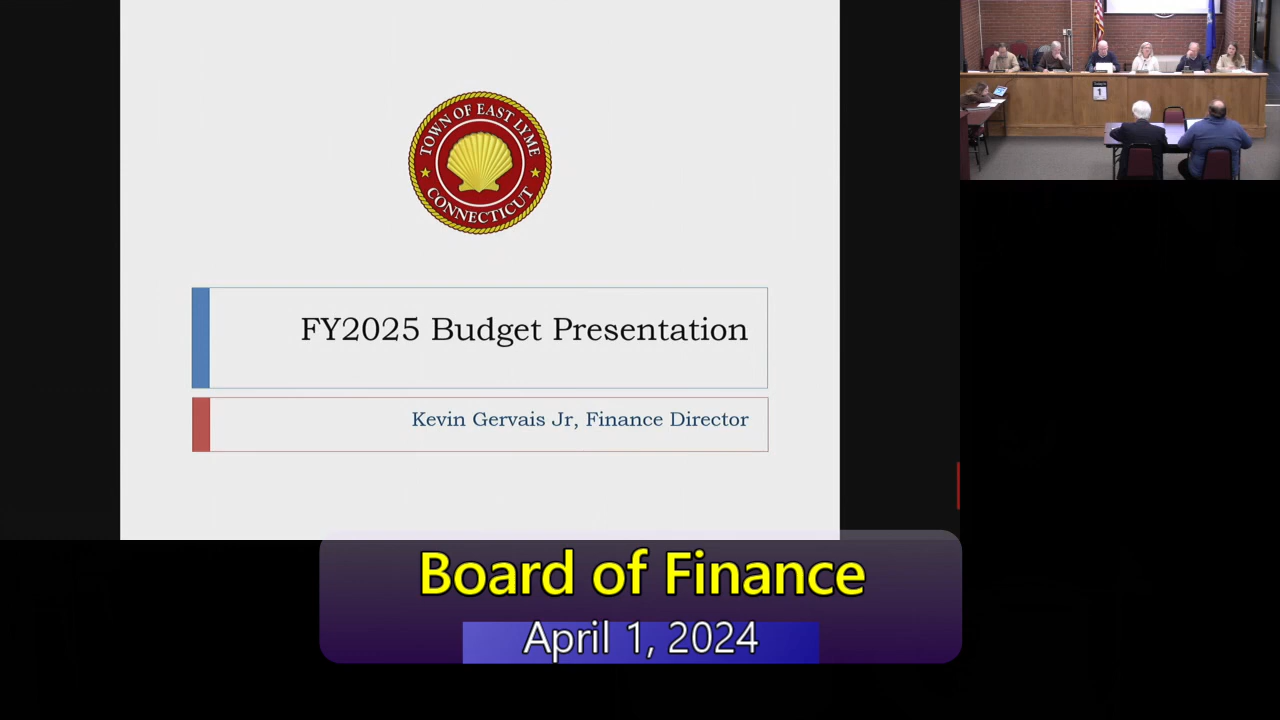 TOWN OF EAST LYME
CONNECTICUT
FY2025 Budget Presentation
Kevin Gervais Jr, Finance Director
1
Board of Finance
April 1, 2024